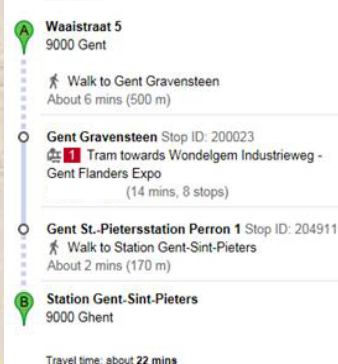 A
Waaistraat 5
9000 Gent
Walk to Gent Gravensteen
About 6 mins (500 m)
Gent Gravensteen Stop ID: 200023
1 Tram towards Wondelgem Industrieweg -
Gent Flanders Expo
(14 mins, 8 stops)
Gent St.-Pietersstation Perron 1 Stop ID: 204911
Walk to Station Gent-Sint-Pieters
About 2 mins (170 m)
B
Station Gent-Sint-Pieters
9000 Ghent
Travel time: about 22 mins